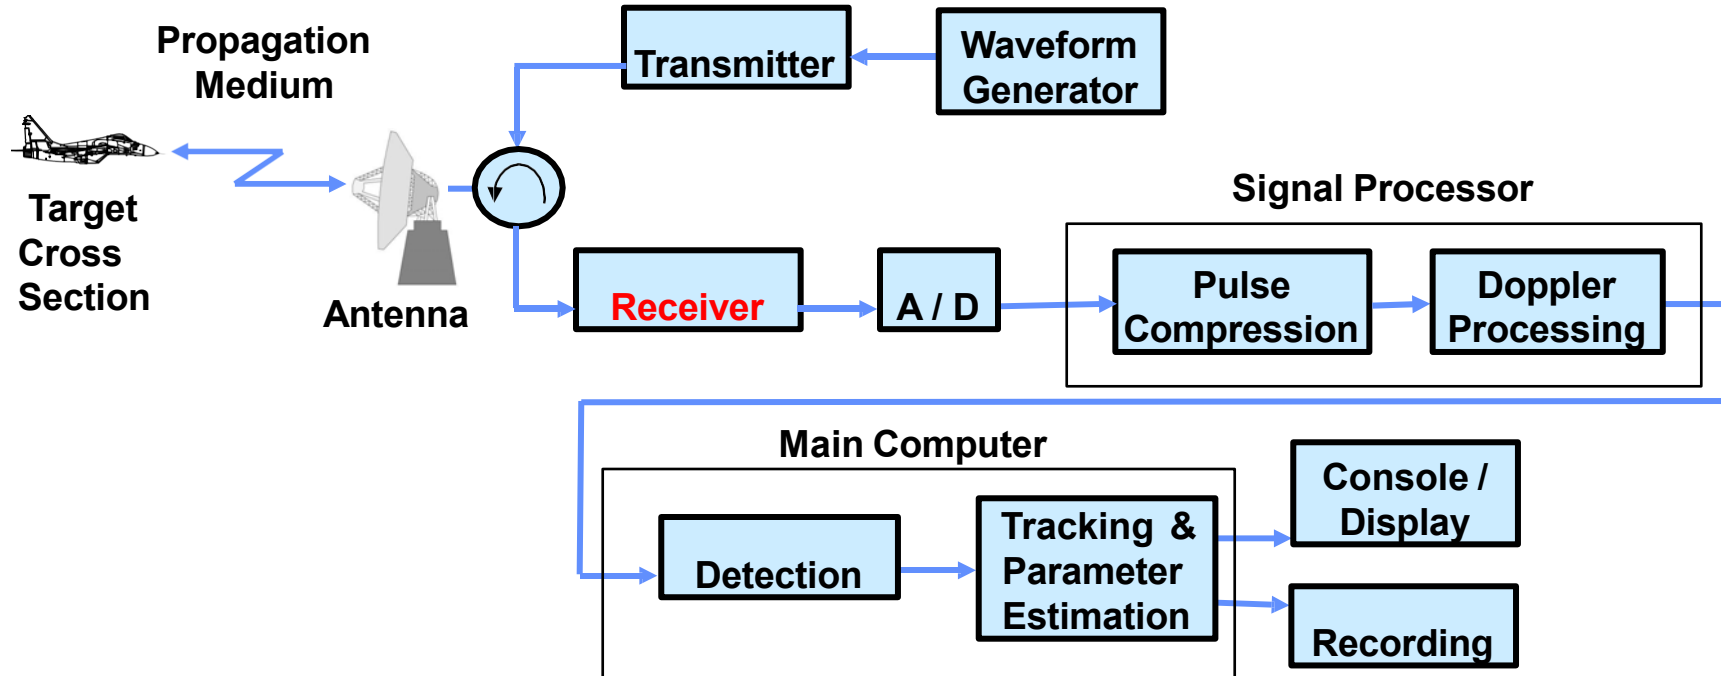 Propagation
Medium
Transmitter
Waveform
Generator
Target
Cross
Section
Antenna
Signal Processor
Receiver
A / D
Pulse
Compression
Doppler
Processing
Main Computer
Detection
Tracking &
Parameter
Estimation
Console /
Display
Recording